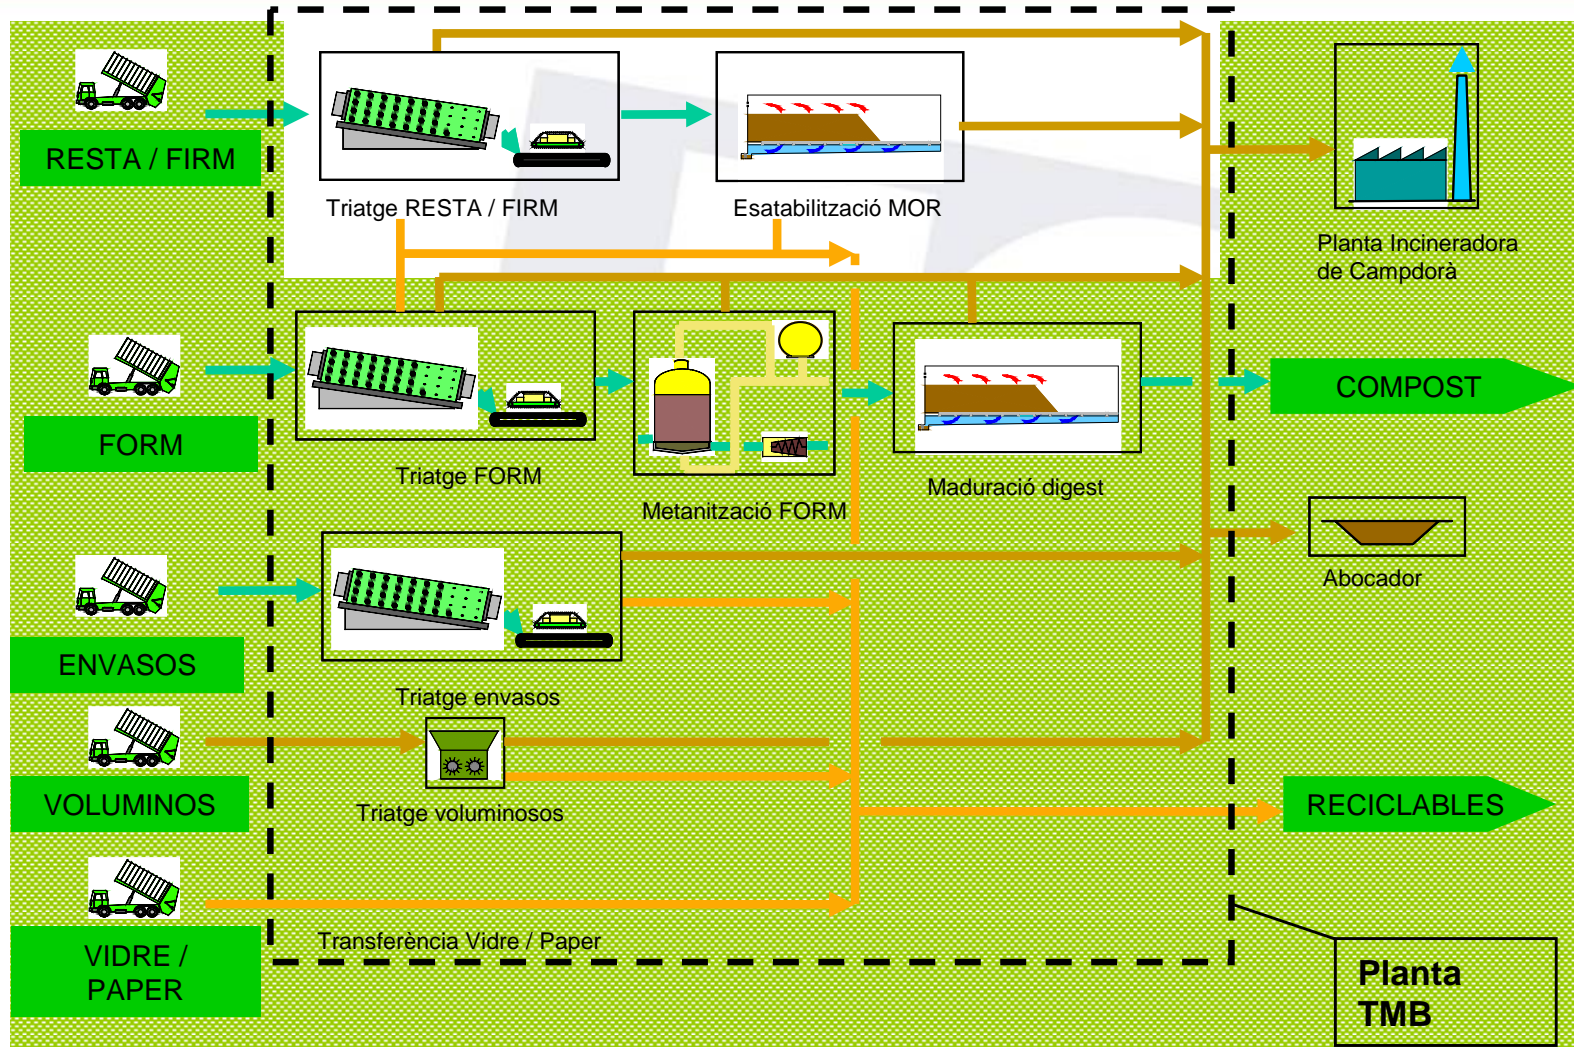 RESTA / FIRM
Triatge RESTA / FIRM
Esatabilització MOR
Planta Incineradora
de Campdorà
FORM
Triatge FORM
Metanització FORM
Maduració digest
COMPOST
Abocador
ENVASOS
Triatge envasos
VOLUMINOS
Triatge voluminosos
RECICLABLES
VIDRE /
PAPER
Transferència Vidre / Paper
Planta
TMB